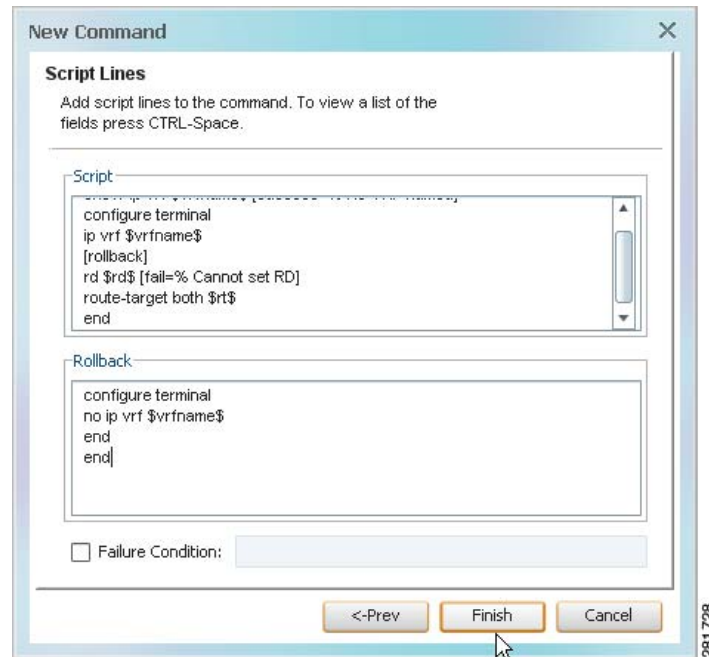 New Command
Script Lines
Add script lines to the command. To view a list of the
fields press CTRL-Space.
Script
configure terminal
ip vrf $vrfname$
[rollback]
rd $rd$ [fail=% Cannot set RD]
route-target both $rt$
end
Rollback
configure terminal
no ip vrf $vrfname$
end
end
Failure Condition:
<-Prev
Finish
Cancel
281728